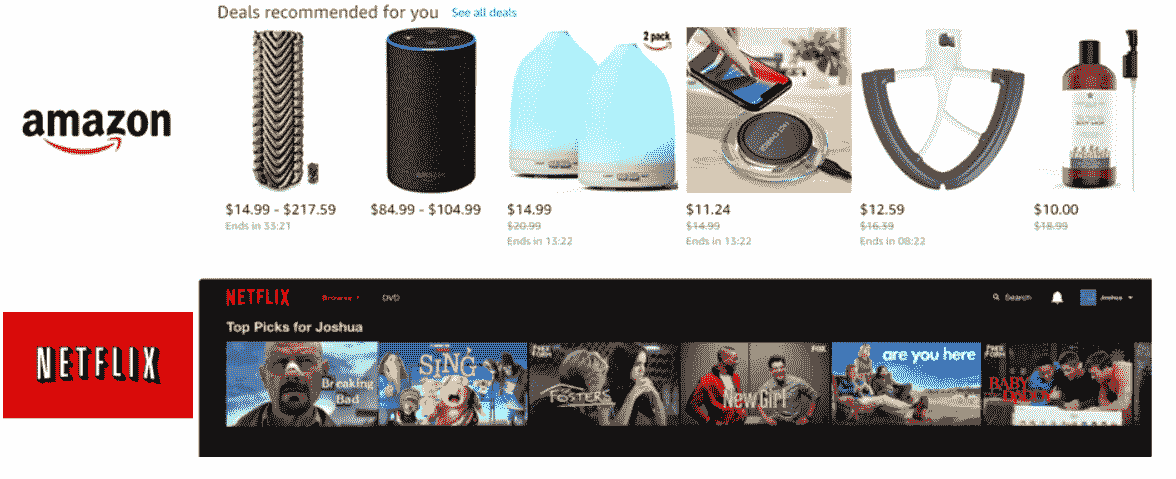 Deals recommended for you See all deals
2 pack
amazon
$14.99 - $217.59
Ends in 33:21
$84.99 - $104.99
$14.99
$20.99
Ends in 13:22
$11.24
$14.99
Ends in 13:22
$12.59
$16.39
Ends in 08:22
$10.00
$18.99
NETFLIX
NETFLIX Browse DVD Search Joshua
Top Picks for Joshua
Breaking
Bad
SING
FOSTERS
New Girl
FOX
are you here
BABY
DADDY